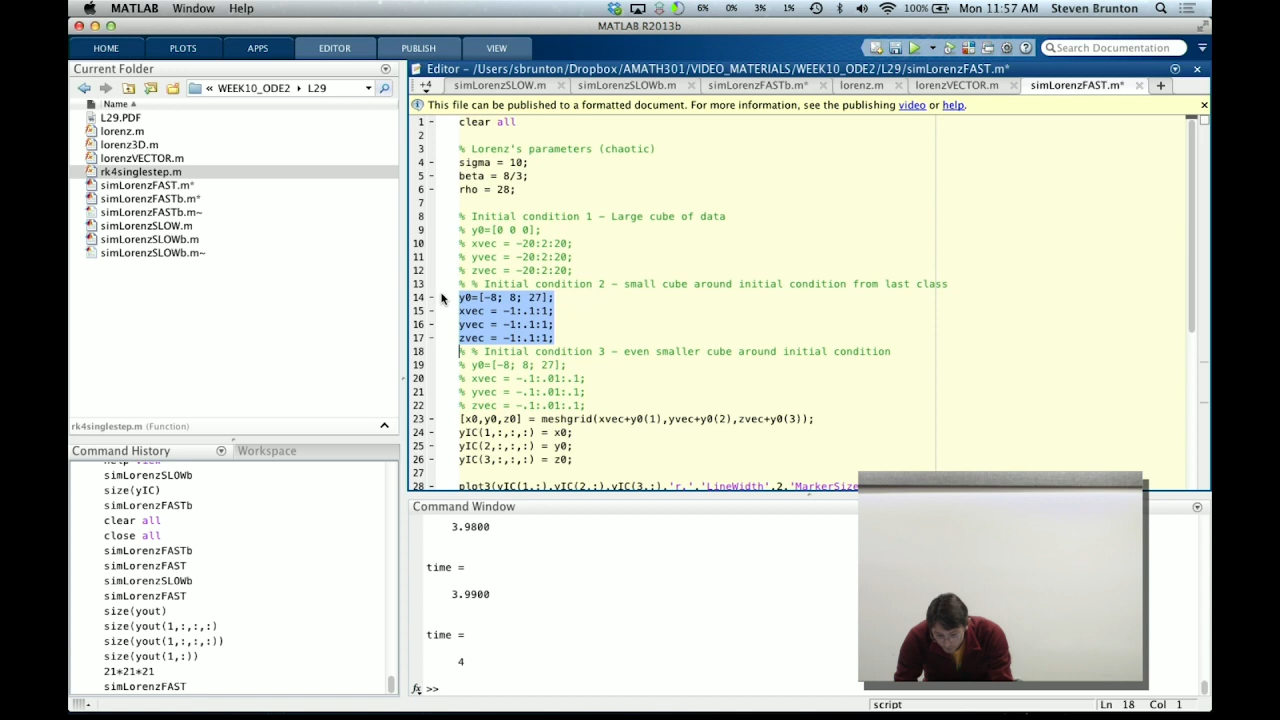 MATLAB Window Help 6% 0% 3% 1% 100% Mon 11:57 AM Steven Brunton
MATLAB R2013b
HOME PLOTS APPS EDITOR PUBLISH VIEW Search Documentation
Current Folder
WEEK10_ODE2 L29
Name
L29.PDF
lorenz.m
lorenz3D.m
lorenzVECTOR.m
rk4singlestep.m
simLorenzFAST.m*
simLorenzFASTb.m*
simLorenzFASTb.m~
simLorenzSLOW.m
simLorenzSLOWb.m
simLorenzSLOWb.m~
rk4singlestep.m (Function)
Command History Workspace
simLorenzSLOWb
size(yIC)
simLorenzFASTb
clear all
close all
simLorenzFASTb
simLorenzFAST
simLorenzSLOWb
simLorenzFAST
size(yout)
size(yout(1,:,:,:)
size(yout(1,:,:,:))
size(yout(1,:))
21*21*21
simLorenzFAST
Editor - /Users/sbrunton/Dropbox/AMATH301/VIDEO_MATERIALS/WEEK10_ODE2/L29/simLorenzFAST.m*
+4 simLorenzSLOW.m simLorenzSLOWb.m simLorenzFASTb.m* lorenz.m lorenzVECTOR.m simLorenzFAST.m*
This file can be published to a formatted document. For more information, see the publishing video or help.
1 - clear all
2
3 % Lorenz's parameters (chaotic)
4 - sigma = 10;
5 - beta = 8/3;
6 - rho = 28;
7
8 % Initial condition 1 - Large cube of data
9 % y0=[0 0 0];
10 % xvec = -20:2:20;
11 % yvec = -20:2:20;
12 % zvec = -20:2:20;
13 % % Initial condition 2 - small cube around initial condition from last class
14 - y0=[-8; 8; 27];
15 - xvec = -1:.1:1;
16 - yvec = -1:.1:1;
17 - zvec = -1:.1:1;
18 % % Initial condition 3 - even smaller cube around initial condition
19 % y0=[-8; 8; 27];
20 % xvec = -.1:.01:.1;
21 % yvec = -.1:.01:.1;
22 % zvec = -.1:.01:.1;
23 - [x0,y0,z0] = meshgrid(xvec+y0(1),yvec+y0(2),zvec+y0(3));
24 - yIC(1,:,:,:) = x0;
25 - yIC(2,:,:,:) = y0;
26 - yIC(3,:,:,:) = z0;
27
28 - plot3(yIC(1,:),yIC(2,:),yIC(3,:),'r.','LineWidth',2,'MarkerSize
Command Window
3.9800
time =
3.9900
time =
4
fx >>
script Ln 18 Col 1